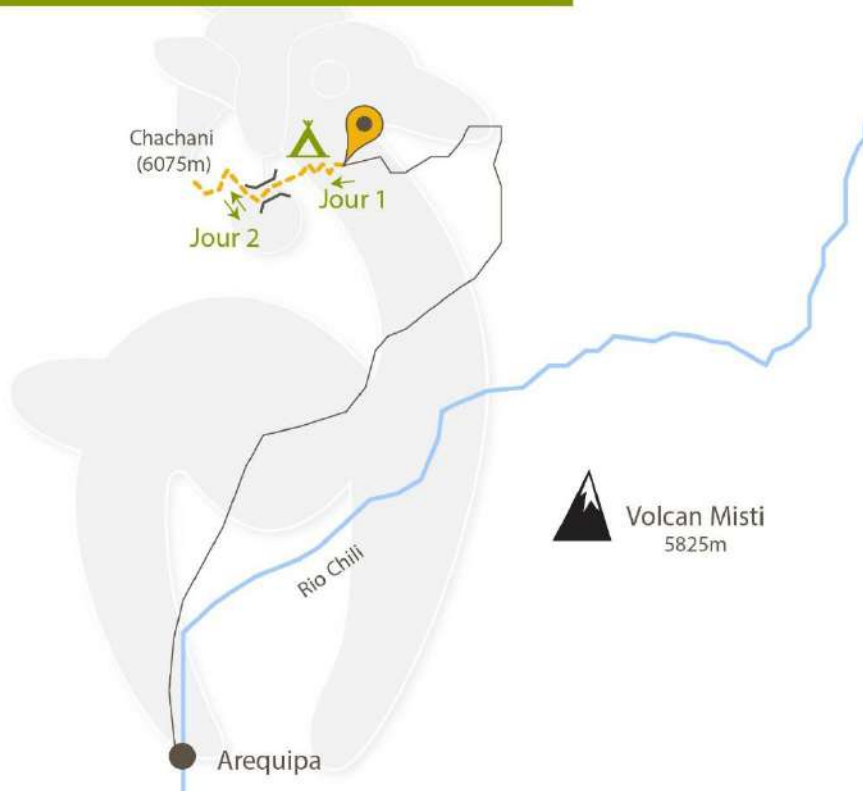 Chachani
(6075m)
Jour 1
Jour 2
Rio Chili
Volcan Misti
5825m
Arequipa